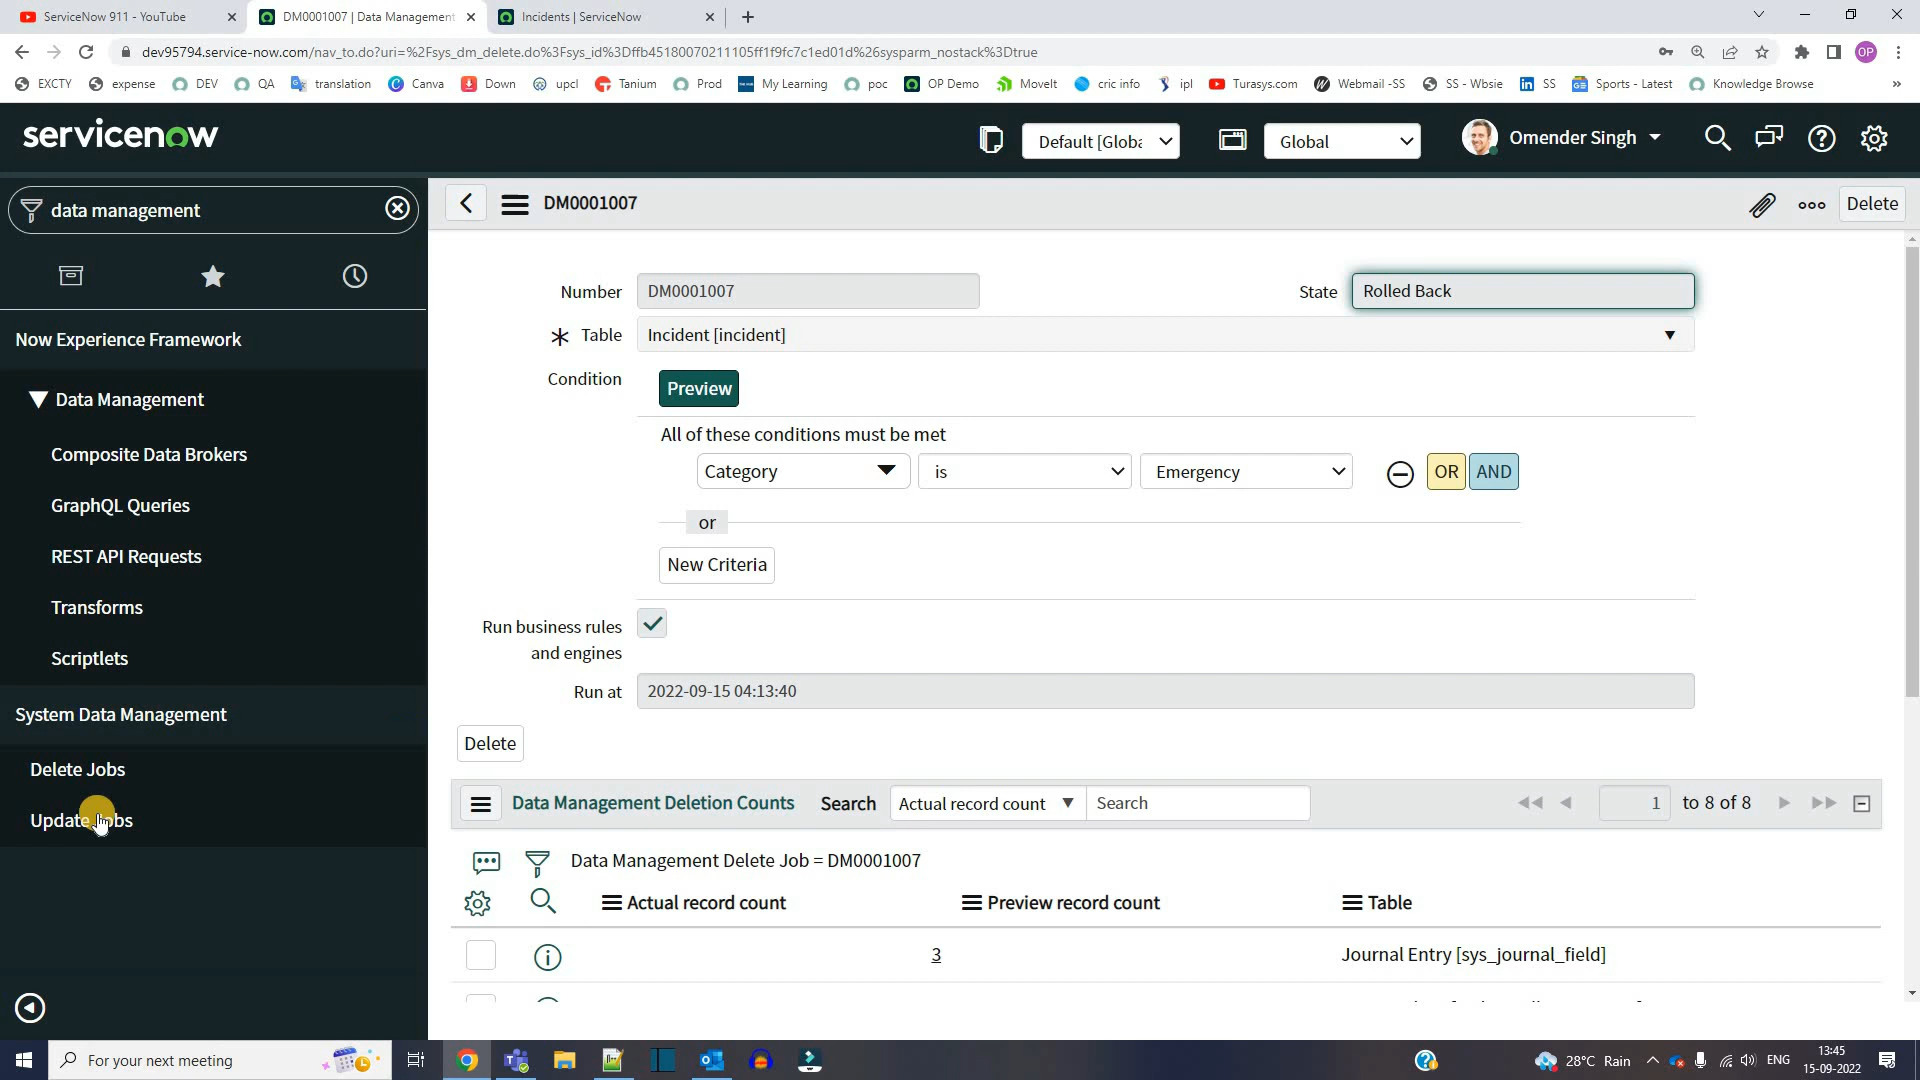 ServiceNow 911 - YouTube
DM0001007 | Data Management
Incidents | ServiceNow
dev95794.service-now.com/nav_to.do?uri=%2Fsys_dm_delete.do%3Fsys_id%3Dffb45180070211105ff1f9fc7c1ed01d%26sysparm_nostack%3Dtrue
OP
EXCTY
expense
DEV
QA
translation
Canva
Down
upcl
Tanium
Prod
My Learning
poc
OP Demo
MoveIt
cric info
ipl
Turasys.com
Webmail -SS
SS - Wbsie
SS
Sports - Latest
Knowledge Browse
»
servicenow
Default [Globa
Global
Omender Singh
data management
DM0001007
Delete
Now Experience Framework
Data Management
Composite Data Brokers
GraphQL Queries
REST API Requests
Transforms
Scriptlets
System Data Management
Delete Jobs
Update Jobs
Number
DM0001007
State
Rolled Back
Table
Incident [incident]
Condition
Preview
All of these conditions must be met
Category
is
Emergency
OR
AND
or
New Criteria
Run business rules
and engines
Run at
2022-09-15 04:13:40
Delete
Data Management Deletion Counts
Search
Actual record count
Search
1
to 8 of 8
Data Management Delete Job = DM0001007
Actual record count
Preview record count
Table
3
Journal Entry [sys_journal_field]
For your next meeting
28°C Rain
ENG
13:45
15-09-2022